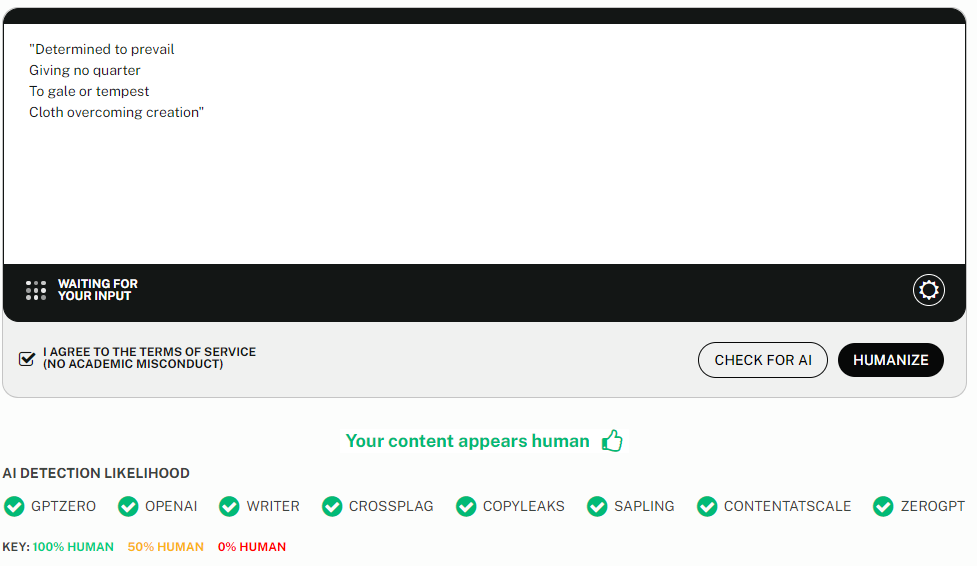 "Determined to prevail
Giving no quarter
To gale or tempest
Cloth overcoming creation"
WAITING FOR
YOUR INPUT
I AGREE TO THE TERMS OF SERVICE
(NO ACADEMIC MISCONDUCT)
CHECK FOR AI
HUMANIZE
Your content appears human
AI DETECTION LIKELIHOOD
GPTZERO OPENAI WRITER CROSSPLAG COPYLEAKS SAPLING CONTENTATSCALE ZEROGPT
KEY: 100% HUMAN 50% HUMAN 0% HUMAN